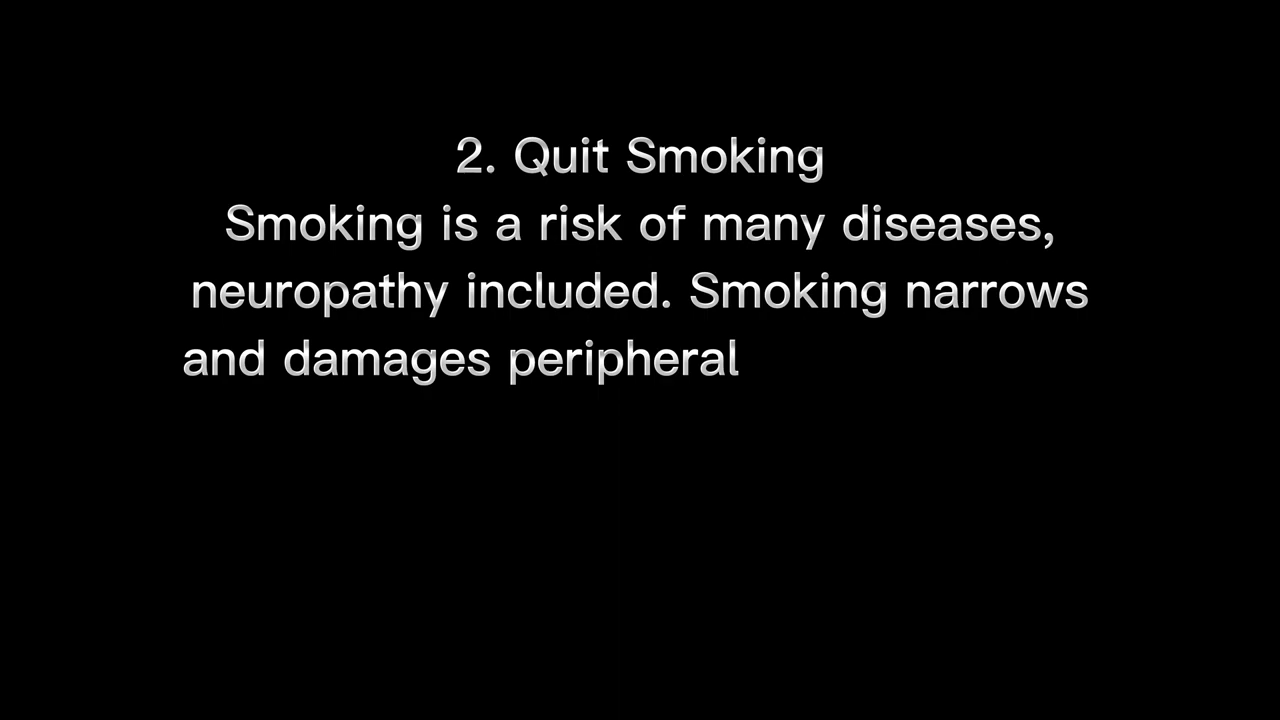 2. Quit Smoking
Smoking is a risk of many diseases,
neuropathy included. Smoking narrows
and damages peripheral